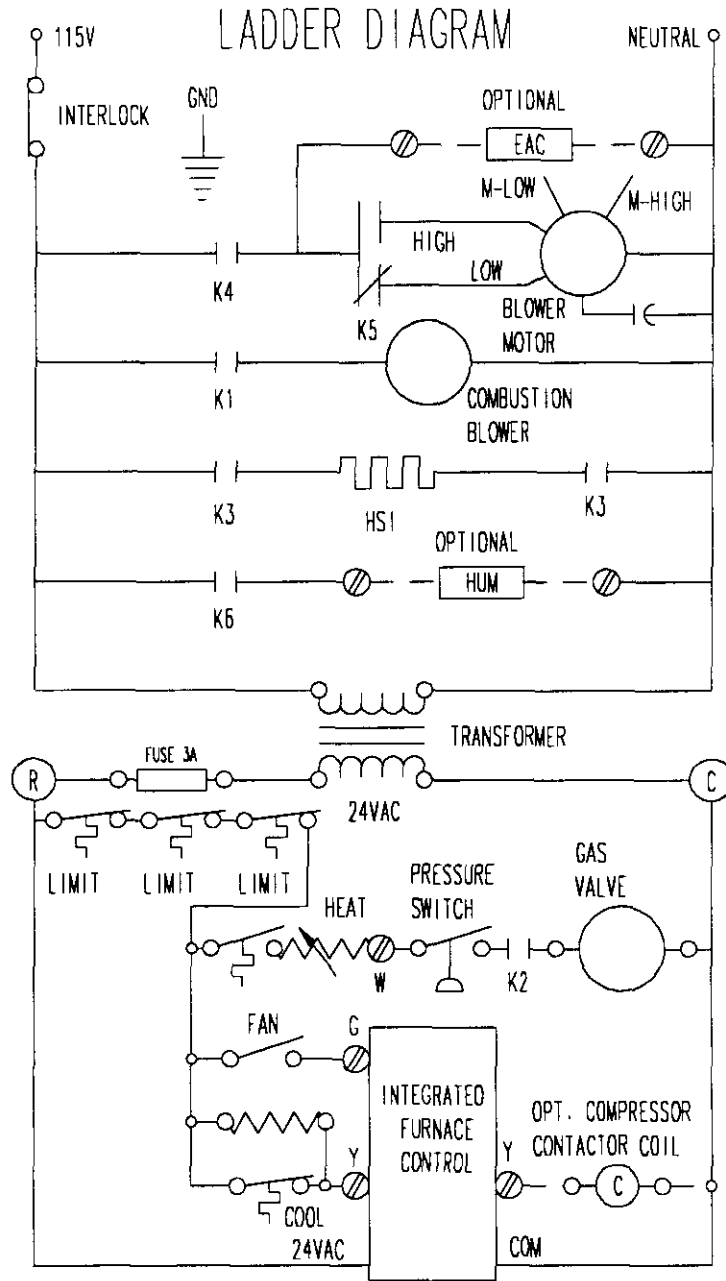 LADDER DIAGRAM
115V
NEUTRAL
INTERLOCK
GND
OPTIONAL
EAC
M-LOW
M-HIGH
HIGH
LOW
K4
K5
BLOWER
MOTOR
K1
COMBUSTION
BLOWER
K3
HSI
K3
OPTIONAL
HUM
K6
TRANSFORMER
FUSE 3A
R
C
24VAC
LIMIT
LIMIT
LIMIT
HEAT
PRESSURE
SWITCH
GAS
VALVE
W
K2
FAN
G
INTEGRATED
FURNACE
CONTROL
OPT. COMPRESSOR
CONTACTOR COIL
Y
Y
C
COOL
24VAC
COM